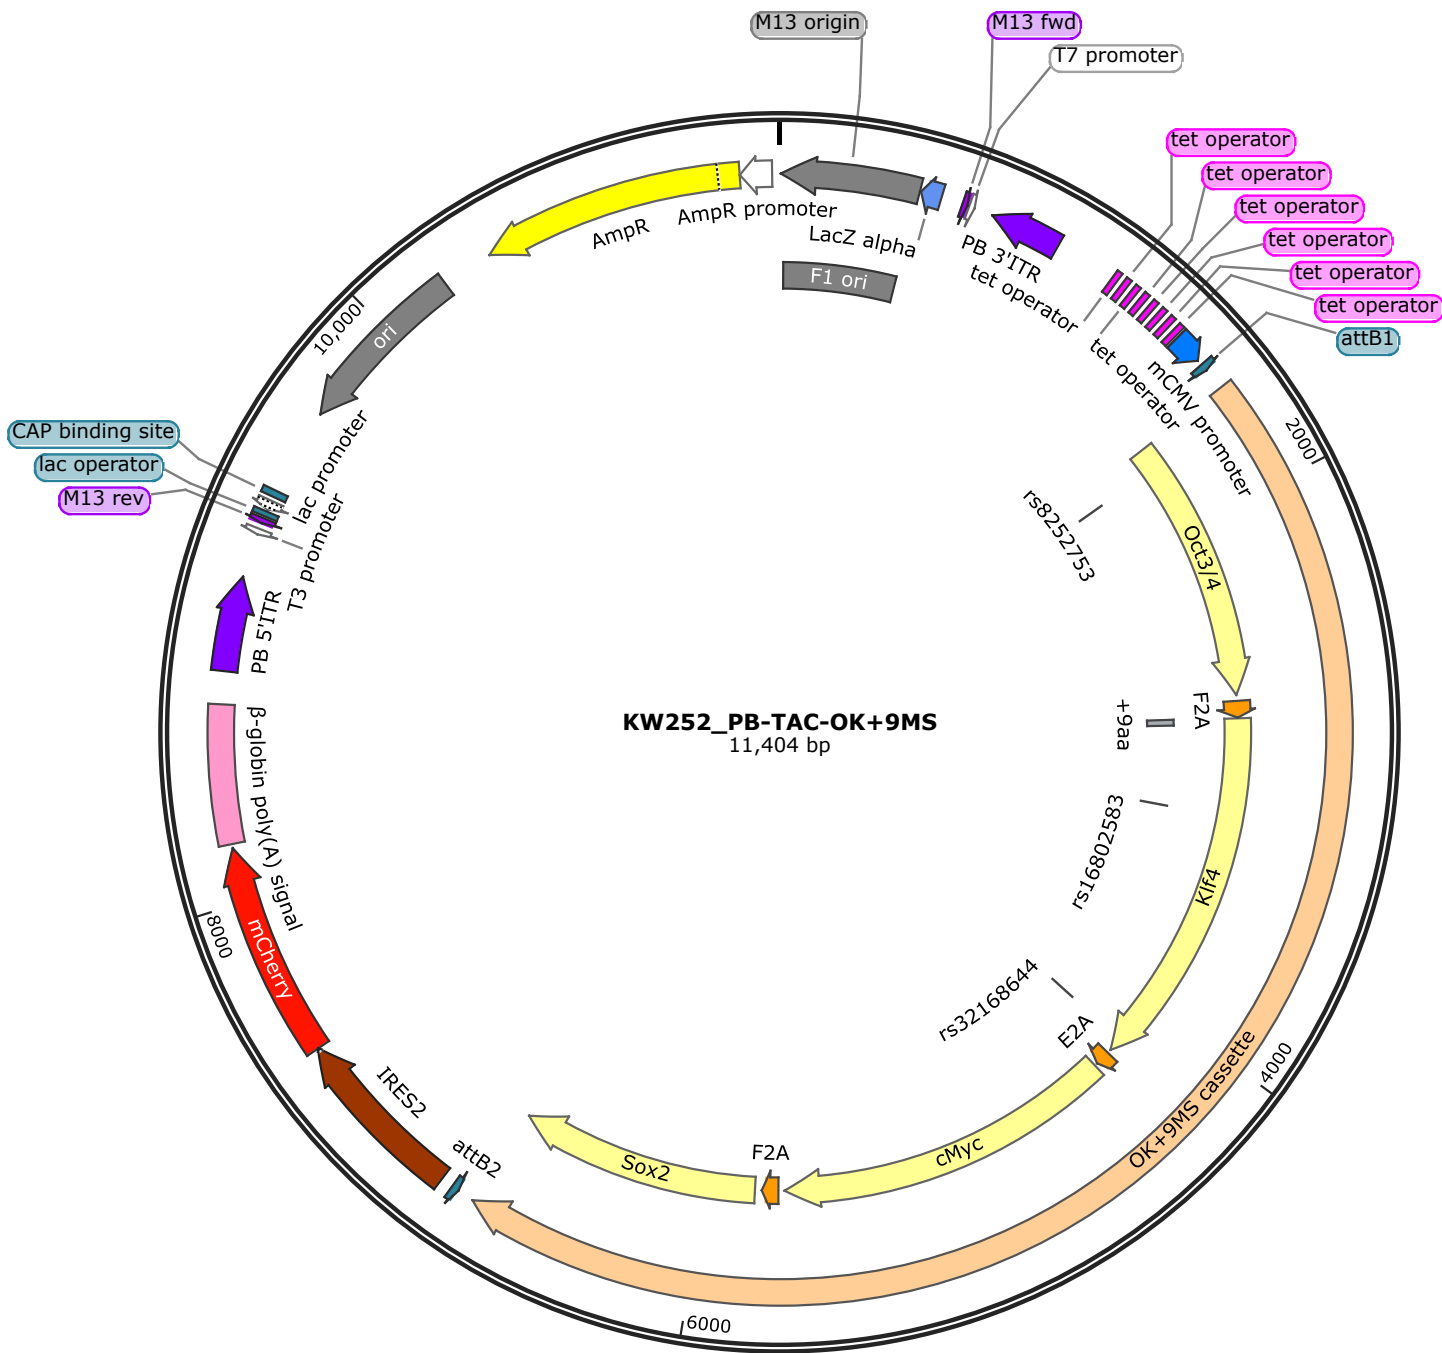 M13 origin
M13 fwd
T7 promoter
tet operator
tet operator
tet operator
tet operator
tet operator
tet operator
attB1
AmpR promoter
AmpR
LacZ alpha
F1 ori
PB 3'ITR
tet operator
tet operator
mCMV promoter
2000
10,000
ori
CAP binding site
lac operator
M13 rev
lac promoter
T3 promoter
PB 5'ITR
rs8252753
Oct3/4
F2A
+9aa
KW252_PB-TAC-OK+9MS
11,404 bp
β-globin poly(A) signal
rs16802583
Klf4
8000
mCherry
rs32168644
E2A
4000
OK+9MS cassette
IRES2
attB2
F2A
cMyc
Sox2
6000